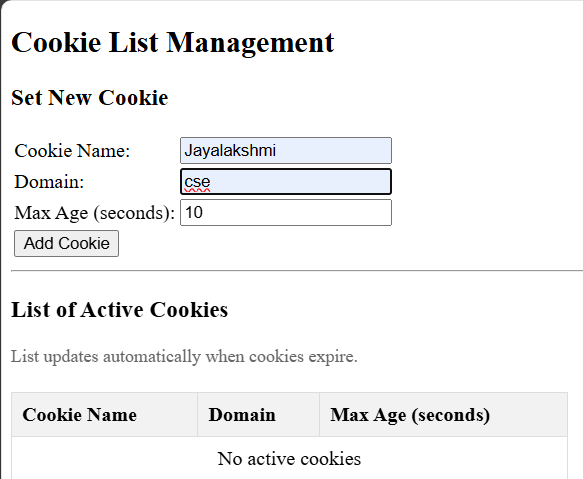 Cookie List Management
Set New Cookie
Cookie Name: Jayalakshmi
Domain: cse
Max Age (seconds): 10
Add Cookie
List of Active Cookies
List updates automatically when cookies expire.
Cookie Name Domain Max Age (seconds)
No active cookies